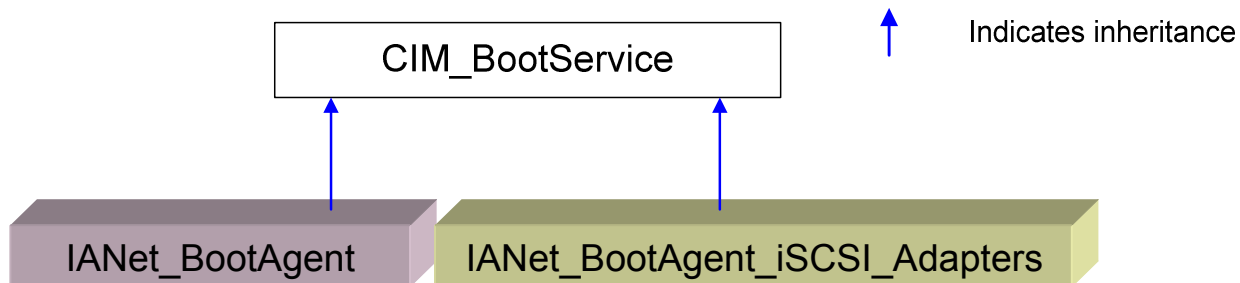 Indicates inheritance
CIM_BootService
IANet_BootAgent
IANet_BootAgent_iSCSI_Adapters